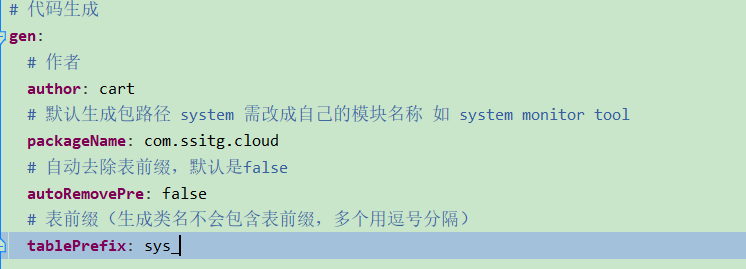 # 代码生成
gen:
# 作者
author: cart
# 默认生成包路径 system 需改成自己的模块名称 如 system monitor tool
packageName: com.ssitg.cloud
# 自动去除表前缀，默认是false
autoRemovePre: false
# 表前缀（生成类名不会包含表前缀，多个用逗号分隔）
tablePrefix: sys_